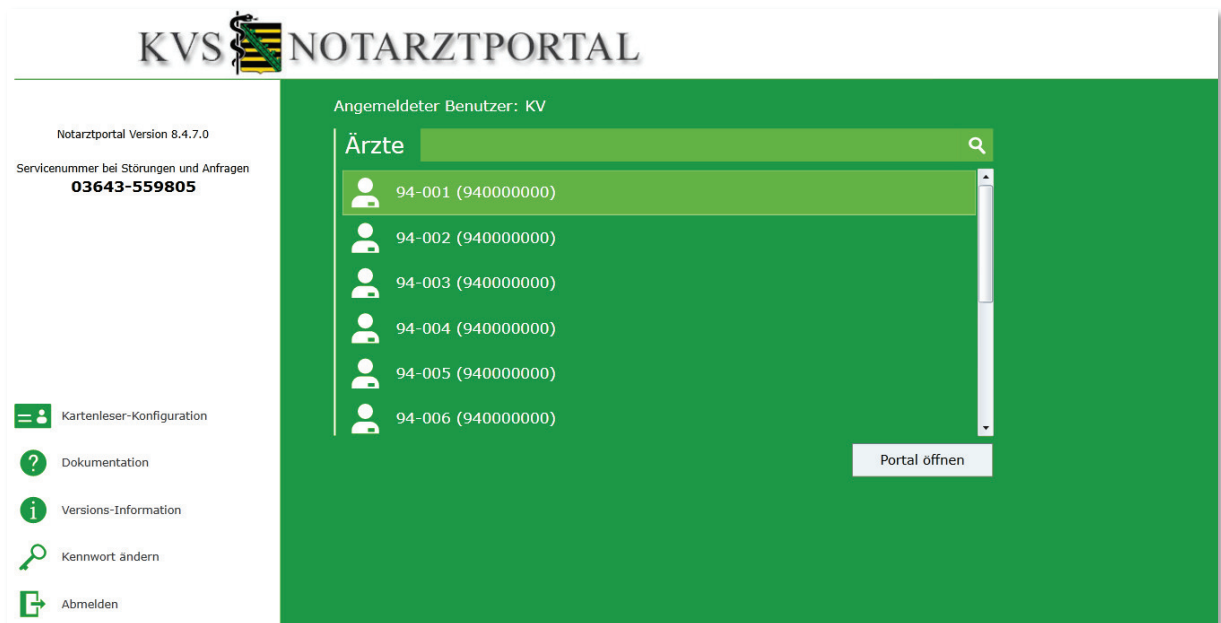 KVS NOTARZTPORTAL
Notarztportal Version 8.4.7.0
Servicenummer bei Störungen und Anfragen
03643-559805
Kartenleser-Konfiguration
Dokumentation
Versions-Information
Kennwort ändern
Abmelden
Angemeldeter Benutzer: KV
Ärzte
94-001 (940000000)
94-002 (940000000)
94-003 (940000000)
94-004 (940000000)
94-005 (940000000)
94-006 (940000000)
Portal öffnen